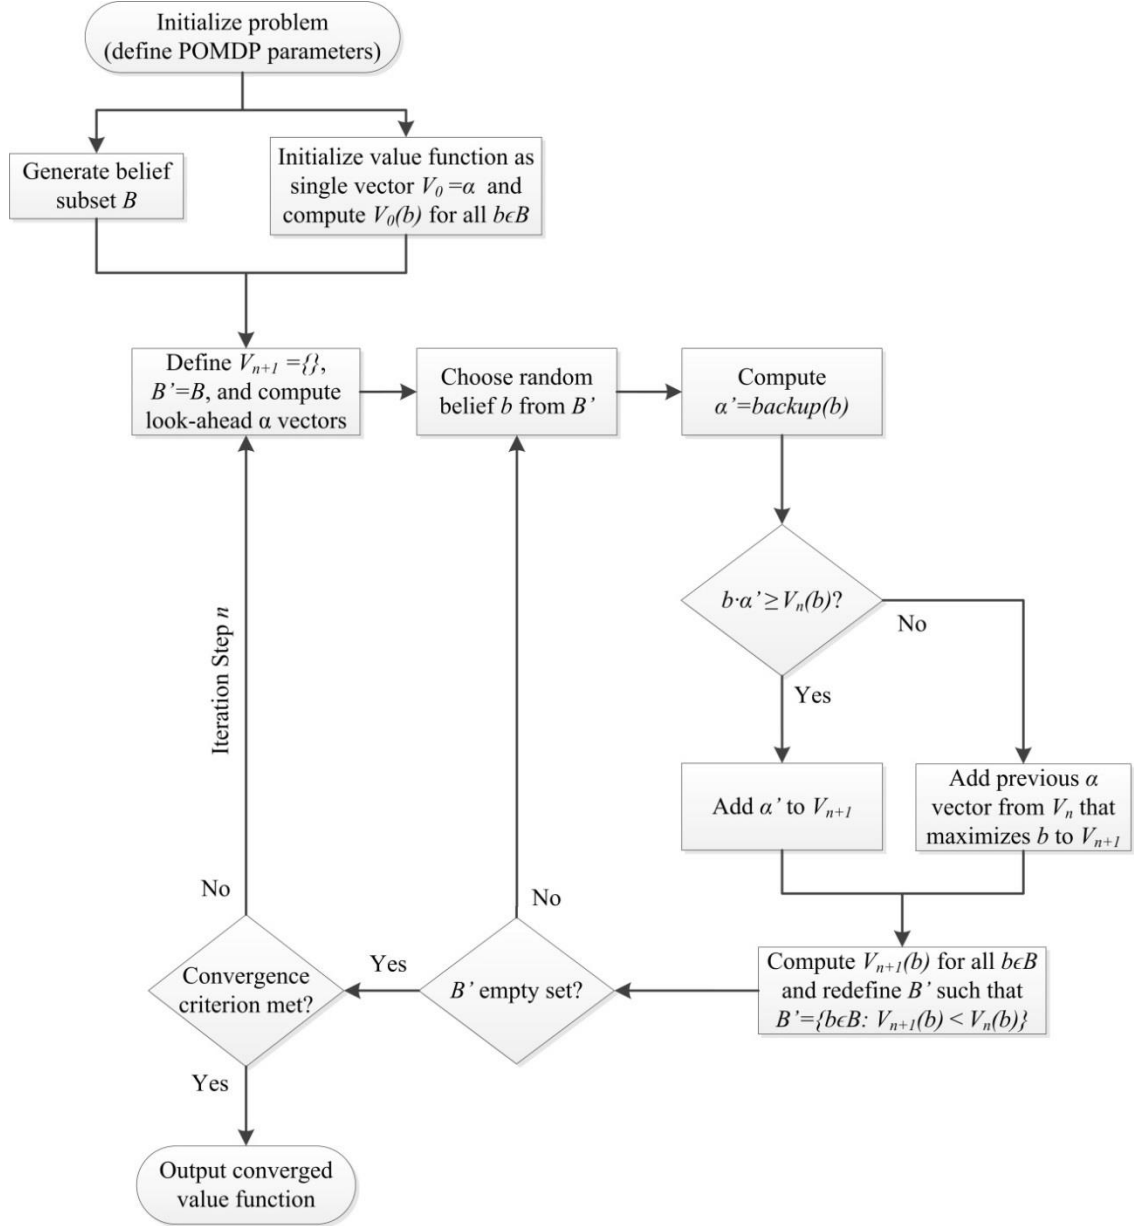 Initialize problem
(define POMDP parameters)
Generate belief
subset B
Initialize value function as
single vector V₀ =α and
compute V₀(b) for all bϵB
Define Vₙ₊₁ ={},
B’=B, and compute
look-ahead α vectors
Choose random
belief b from B’
Compute
α’=backup(b)
b·α’ ≥ Vₙ(b)?
No
Yes
Iteration Step n
Add α’ to Vₙ₊₁
Add previous α
vector from Vₙ that
maximizes b to Vₙ₊₁
No
No
Convergence
criterion met?
Yes
B’ empty set?
Compute Vₙ₊₁(b) for all bϵB
and redefine B’ such that
B’={bϵB: Vₙ₊₁(b) < Vₙ(b)}
Yes
Output converged
value function